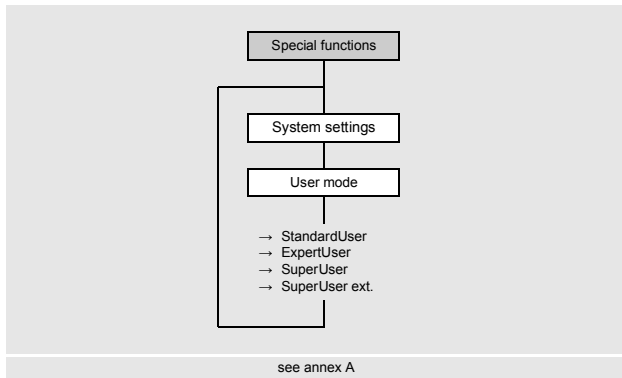 Special functions
System settings
User mode
→ StandardUser
→ ExpertUser
→ SuperUser
→ SuperUser ext.
see annex A